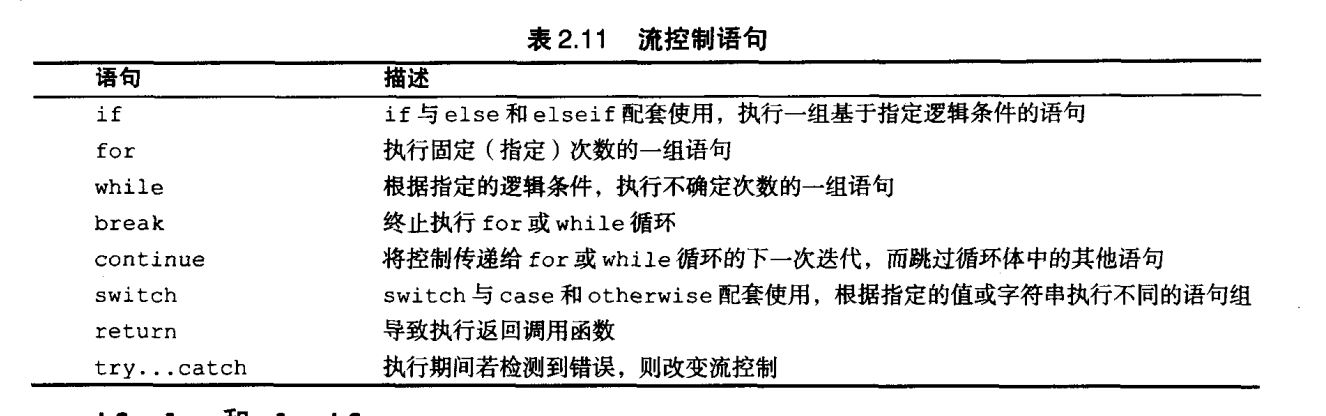 表 2.11 流控制语句
语句 描述
if if 与 else 和 elseif 配套使用，执行一组基于指定逻辑条件的语句
for 执行固定（指定）次数的一组语句
while 根据指定的逻辑条件，执行不确定次数的一组语句
break 终止执行 for 或 while 循环
continue 将控制传递给 for 或 while 循环的下一次迭代，而跳过循环体中的其他语句
switch switch 与 case 和 otherwise 配套使用，根据指定的值或字符串执行不同的语句组
return 导致执行返回调用函数
try...catch 执行期间若检测到错误，则改变流控制